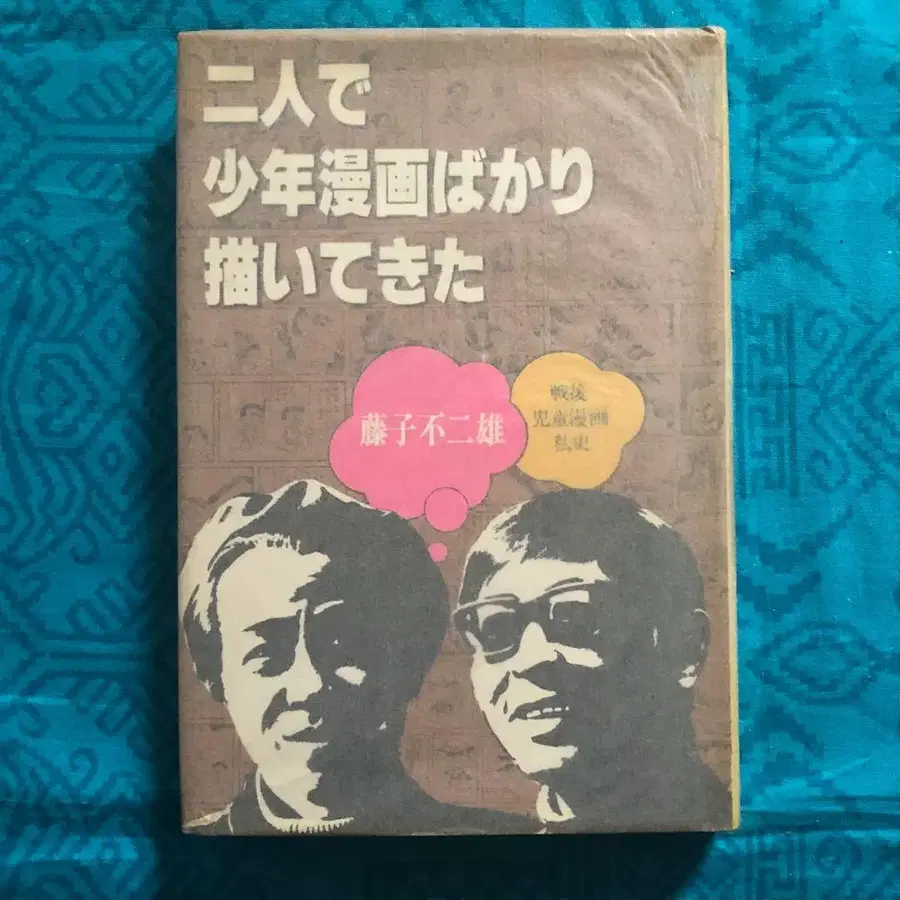 二人で
少年漫画ばかり
描いてきた
藤子不二雄
戦後
児童漫画
私史